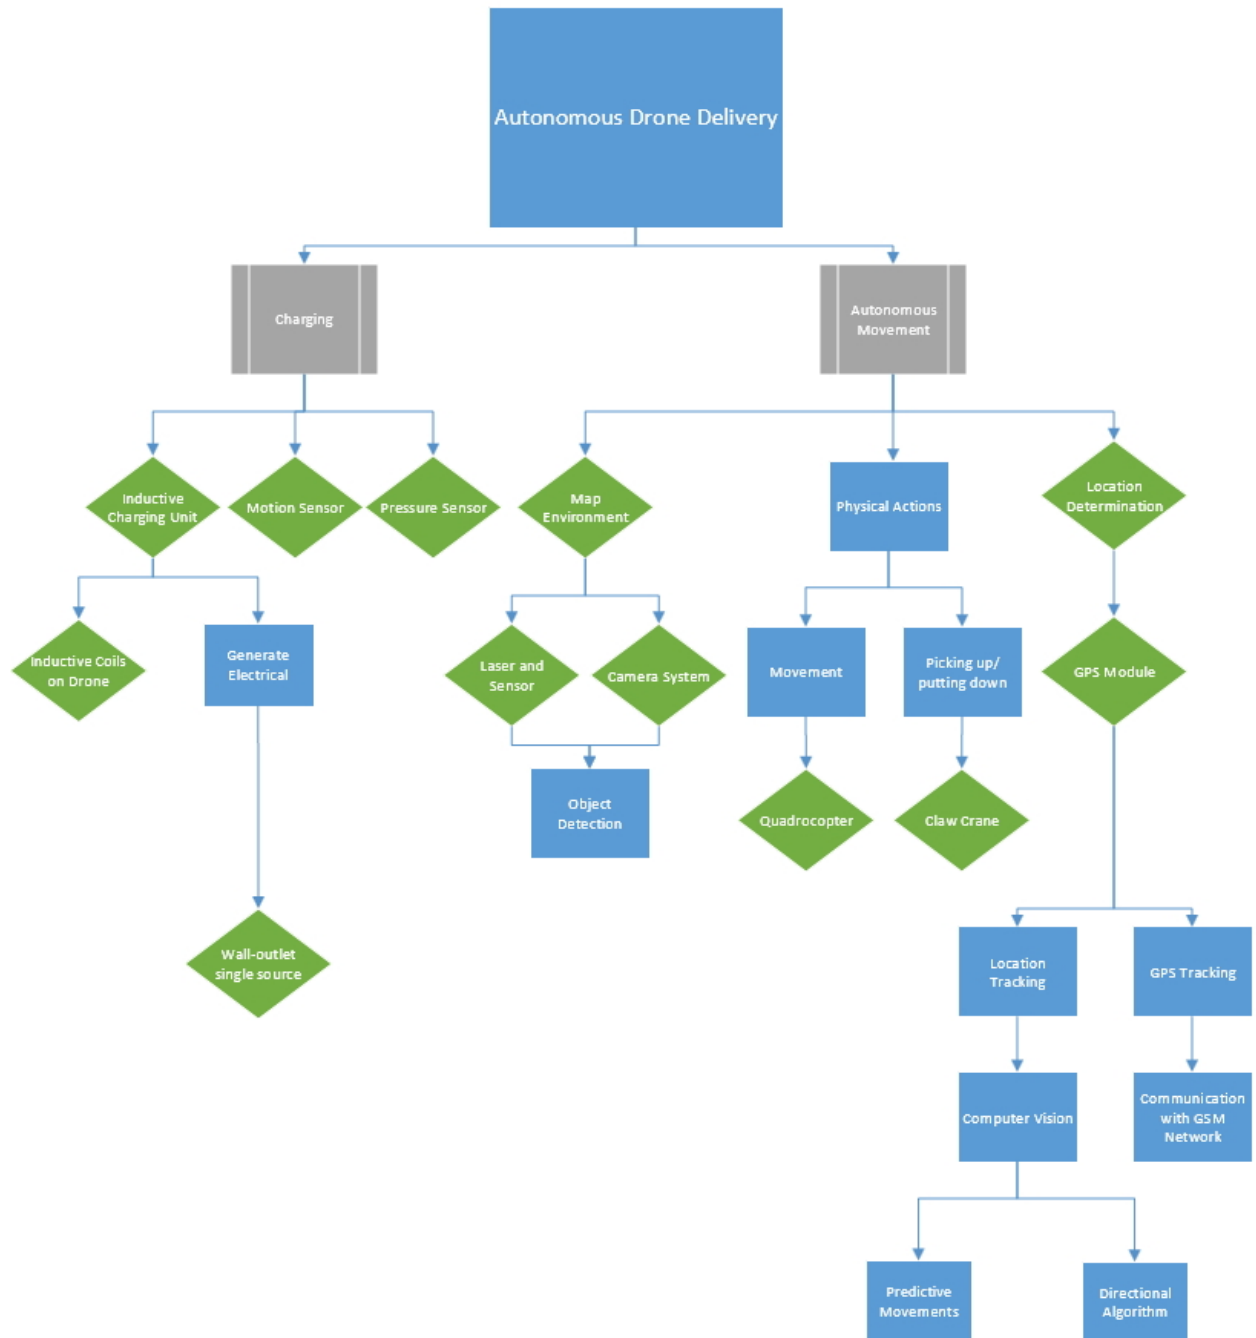 Autonomous Drone Delivery
Charging
Autonomous
Movement
Inductive
Charging Unit
Motion Sensor
Pressure Sensor
Map
Environment
Physical Actions
Location
Determination
Inductive Coils
on Drone
Generate
Electrical
Laser and
Sensor
Camera System
Movement
Picking up/
putting down
GPS Module
Object
Detection
Quadrocopter
Claw Crane
Wall-outlet
single source
Location
Tracking
GPS Tracking
Computer Vision
Communication
with GSM
Network
Predictive
Movements
Directional
Algorithm